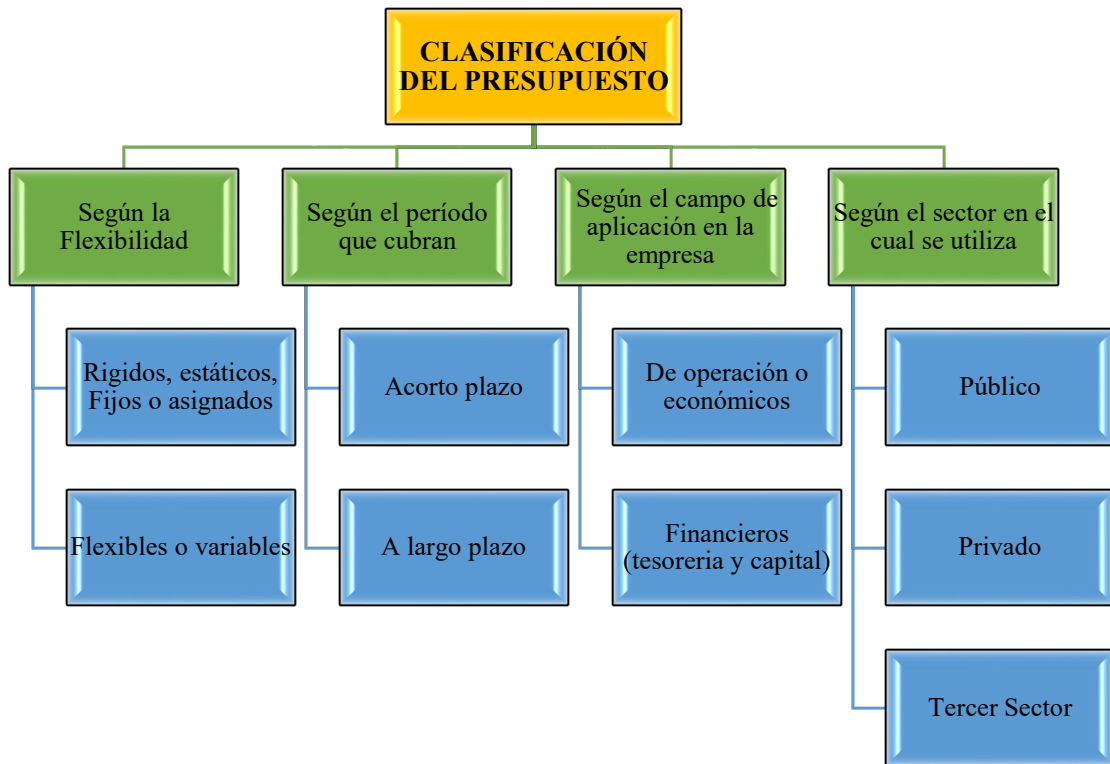 CLASIFICACIÓN
DEL PRESUPUESTO
Según la
Flexibilidad
Según el período
que cubran
Según el campo de
aplicación en la
empresa
Según el sector en el
cual se utiliza
Rigidos, estáticos,
Fijos o asignados
Acorto plazo
De operación o
económicos
Público
Flexibles o variables
A largo plazo
Financieros
(tesoreria y capital)
Privado
Tercer Sector